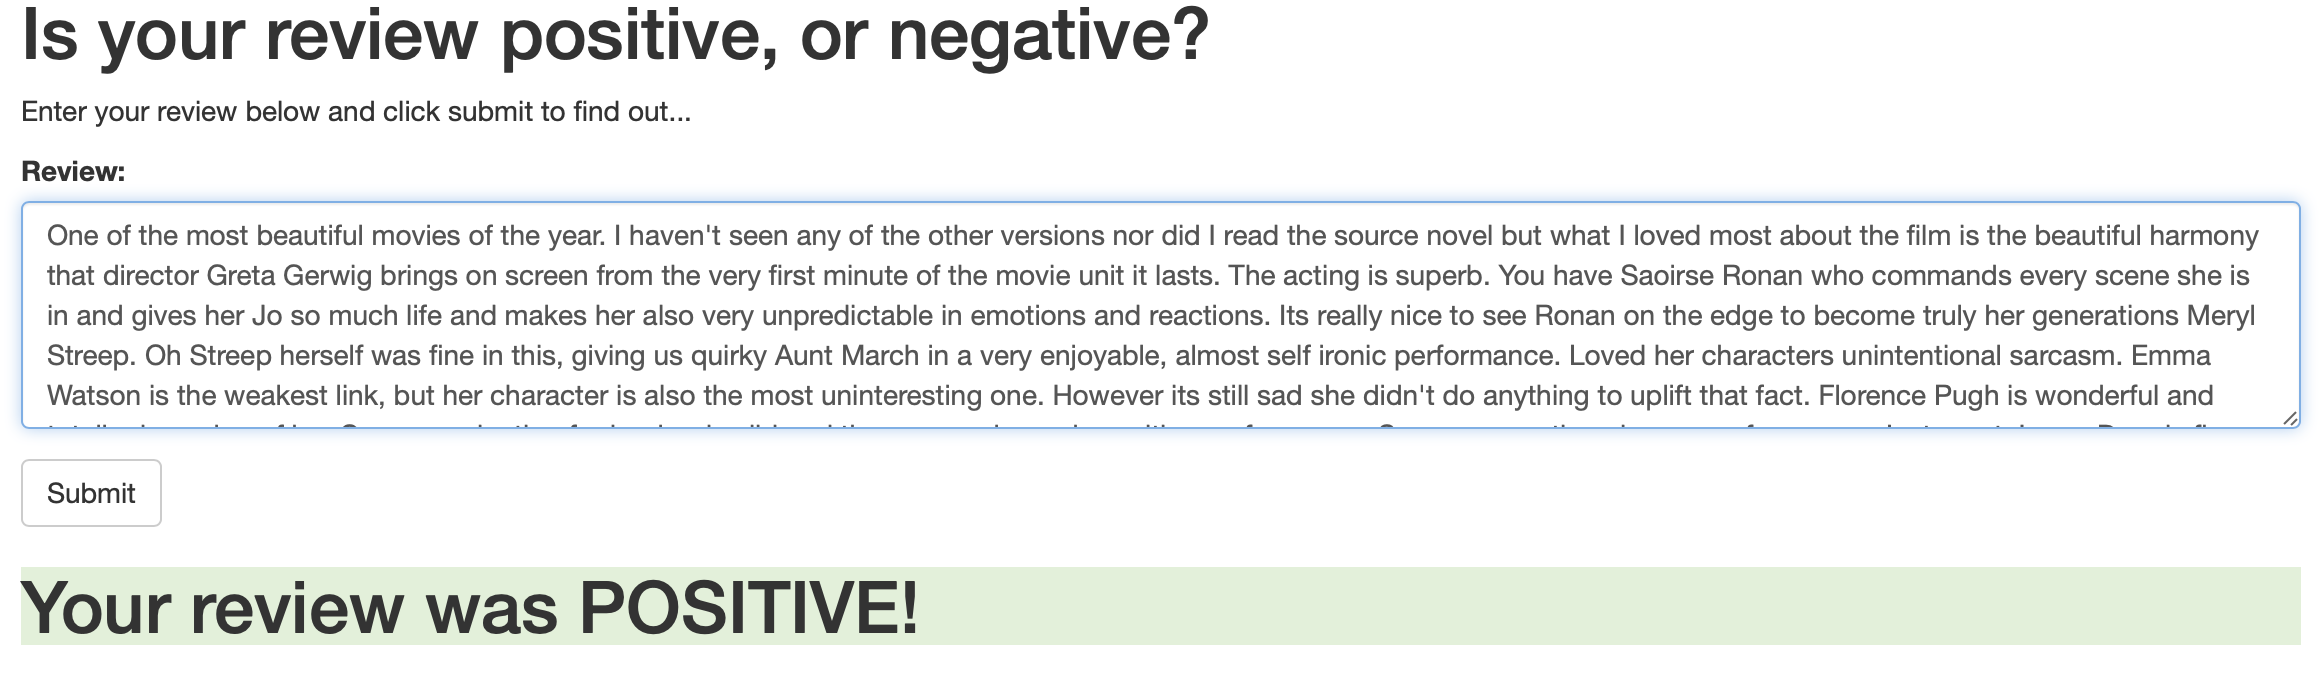 Is your review positive, or negative?
Enter your review below and click submit to find out...
Review:
One of the most beautiful movies of the year. I haven't seen any of the other versions nor did I read the source novel but what I loved most about the film is the beautiful harmony
that director Greta Gerwig brings on screen from the very first minute of the movie unit it lasts. The acting is superb. You have Saoirse Ronan who commands every scene she is
in and gives her Jo so much life and makes her also very unpredictable in emotions and reactions. Its really nice to see Ronan on the edge to become truly her generations Meryl
Streep. Oh Streep herself was fine in this, giving us quirky Aunt March in a very enjoyable, almost self ironic performance. Loved her characters unintentional sarcasm. Emma
Watson is the weakest link, but her character is also the most uninteresting one. However its still sad she didn't do anything to uplift that fact. Florence Pugh is wonderful and
Submit
Your review was POSITIVE!